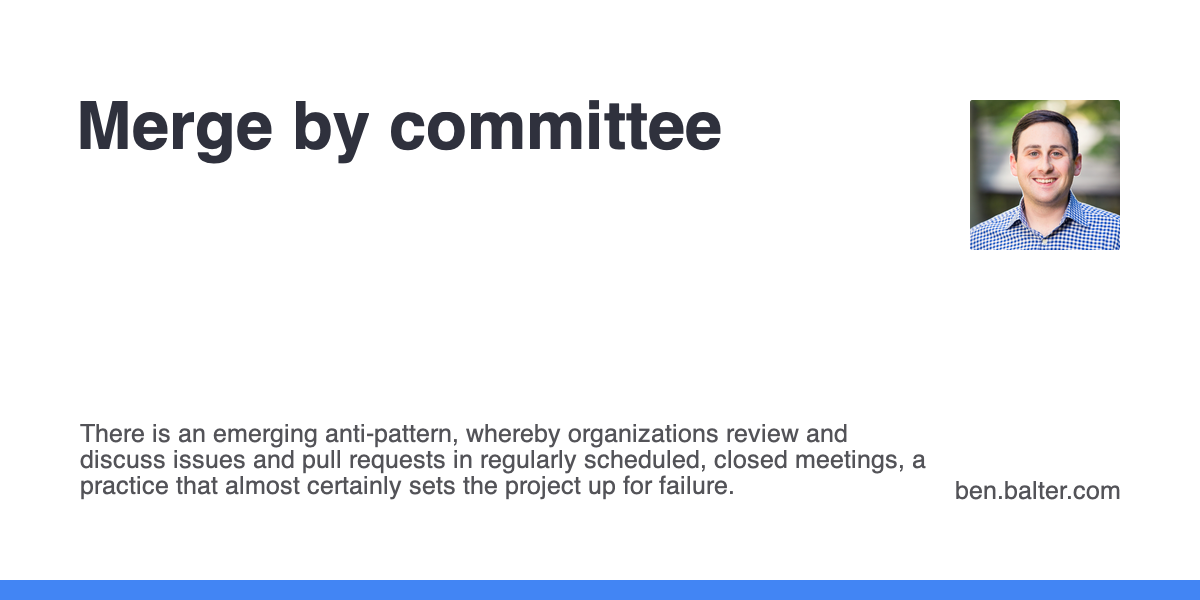 Merge by committee
There is an emerging anti-pattern, whereby organizations review and
discuss issues and pull requests in regularly scheduled, closed meetings, a
practice that almost certainly sets the project up for failure.
ben.balter.com